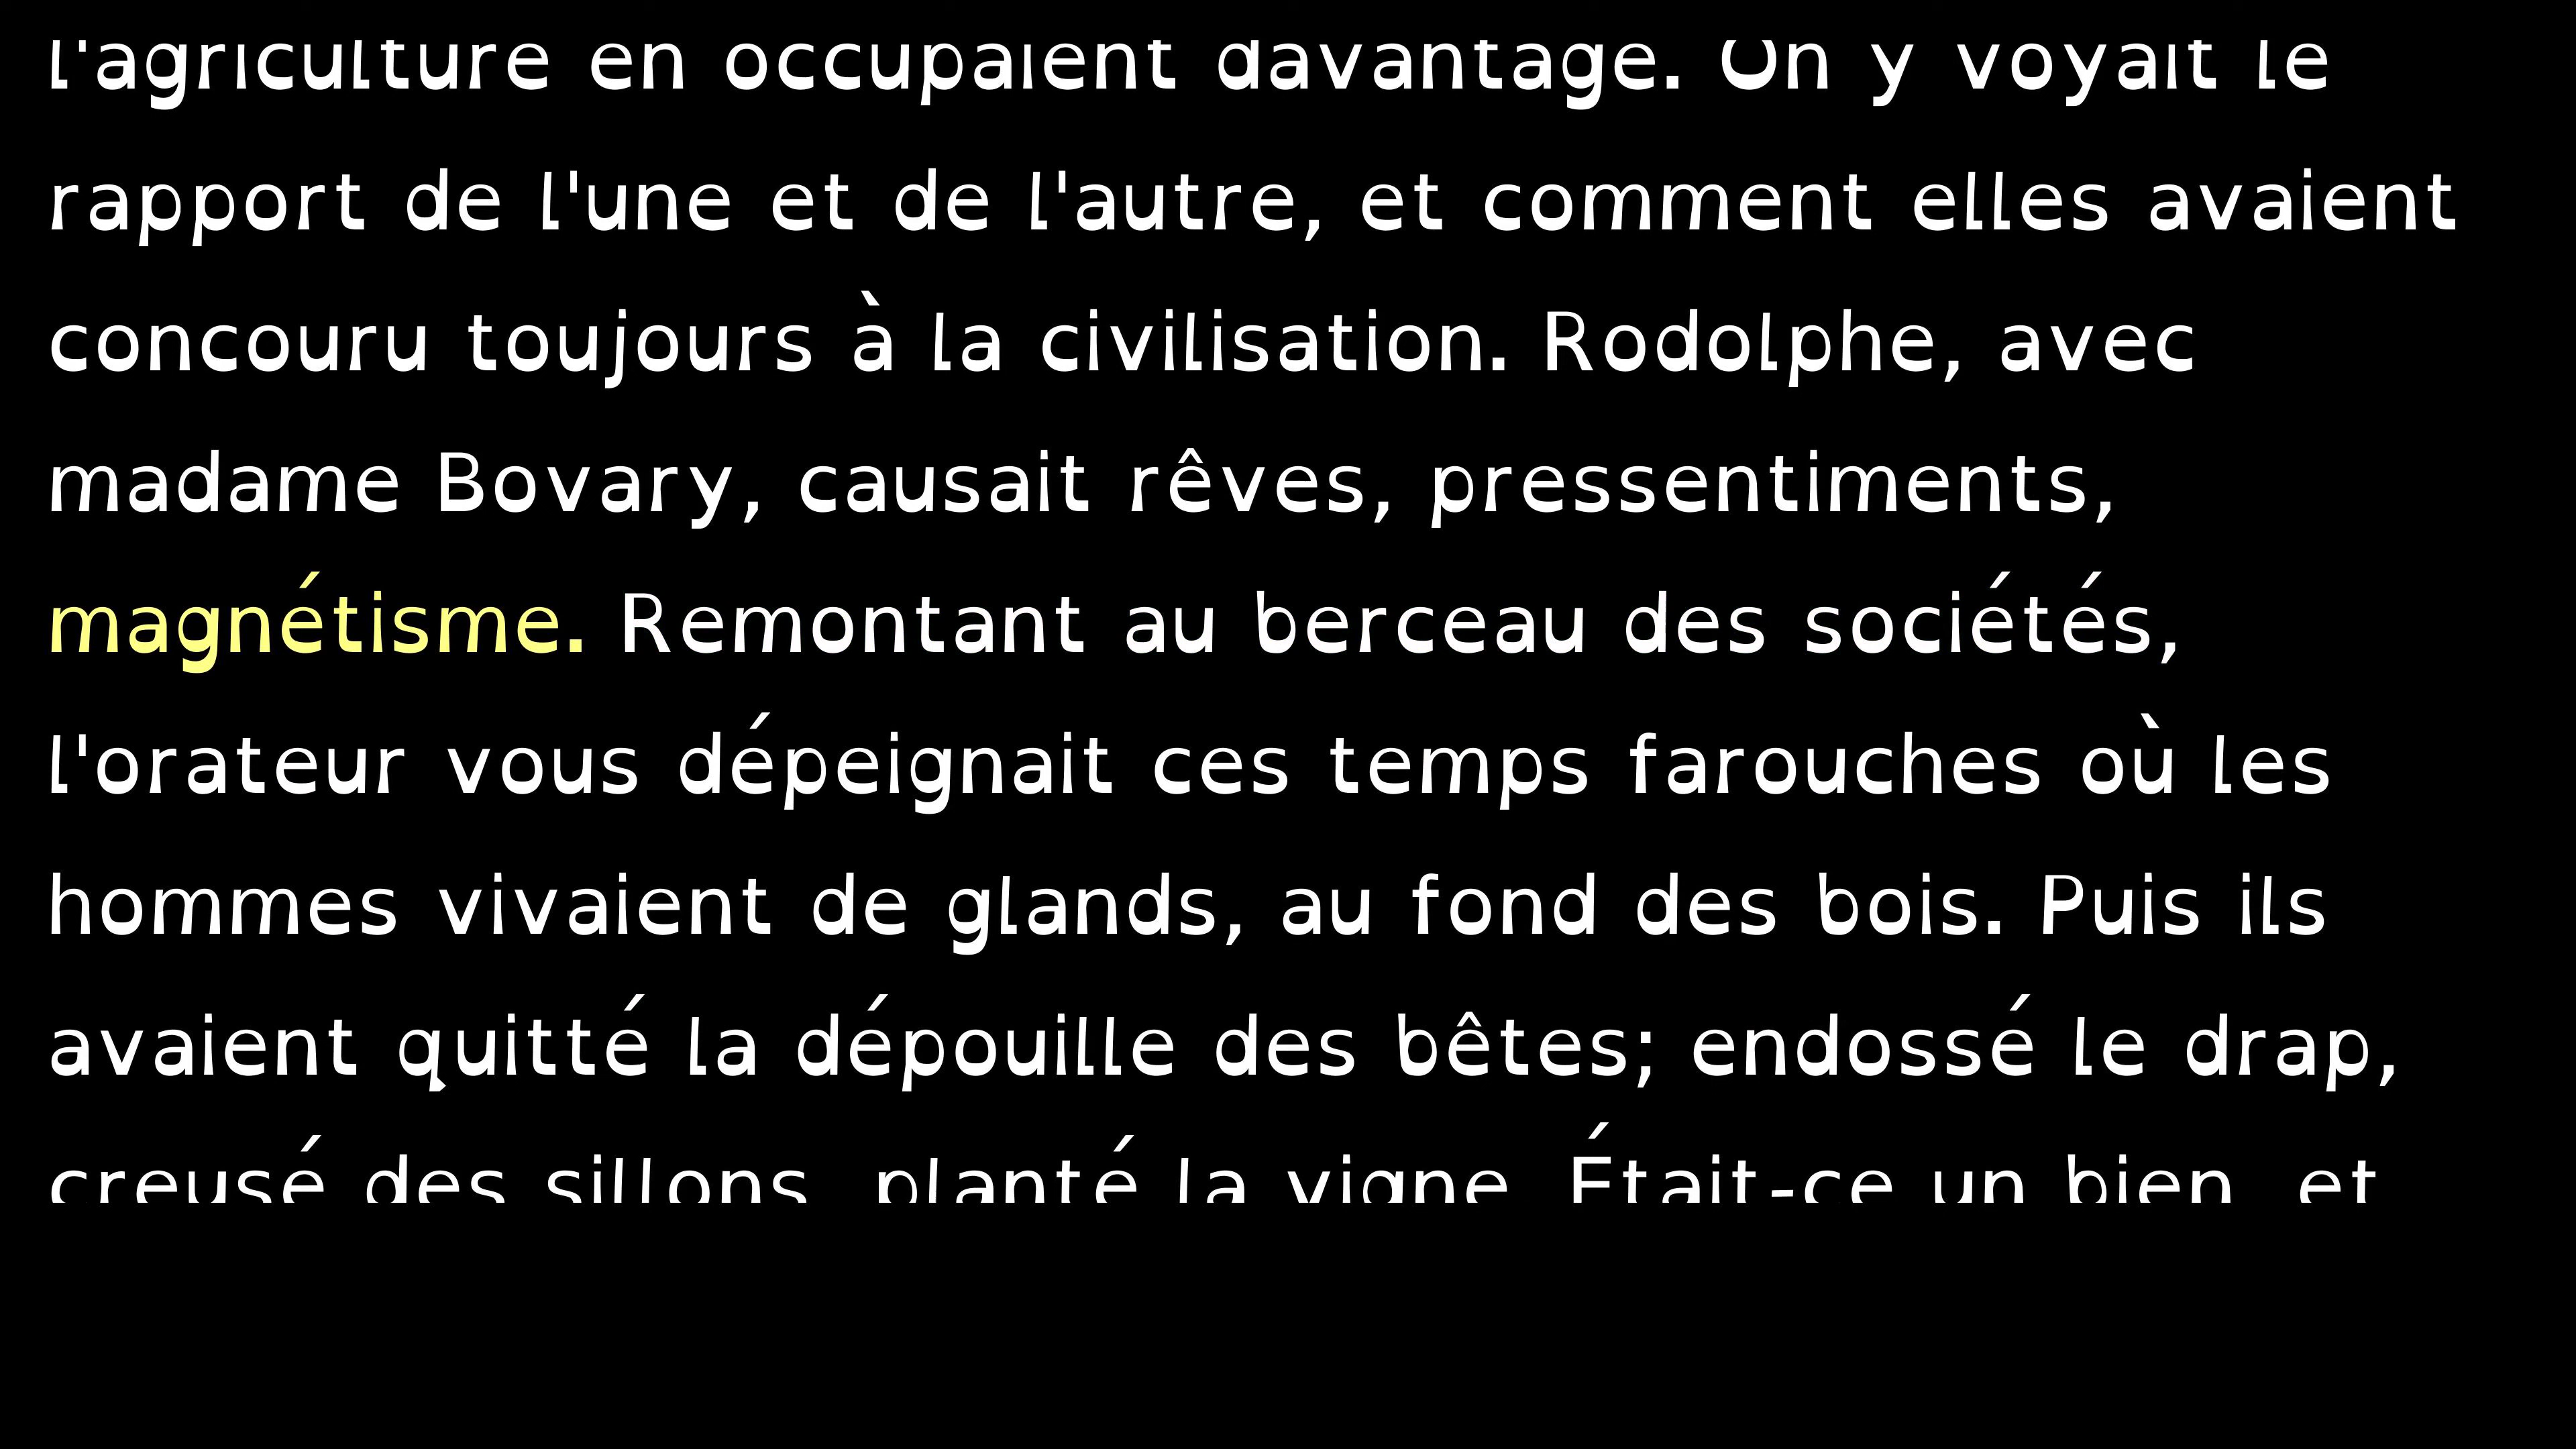 l'agriculture en occupaient davantage. On y voyait le
rapport de l'une et de l'autre, et comment elles avaient
concouru toujours à la civilisation. Rodolphe, avec
madame Bovary, causait rêves, pressentiments,
magnétisme. Remontant au berceau des sociétés,
l'orateur vous dépeignait ces temps farouches où les
hommes vivaient de glands, au fond des bois. Puis ils
avaient quitté la dépouille des bêtes; endossé le drap,
creusé des sillons, planté la vigne. Était-ce un bien, et